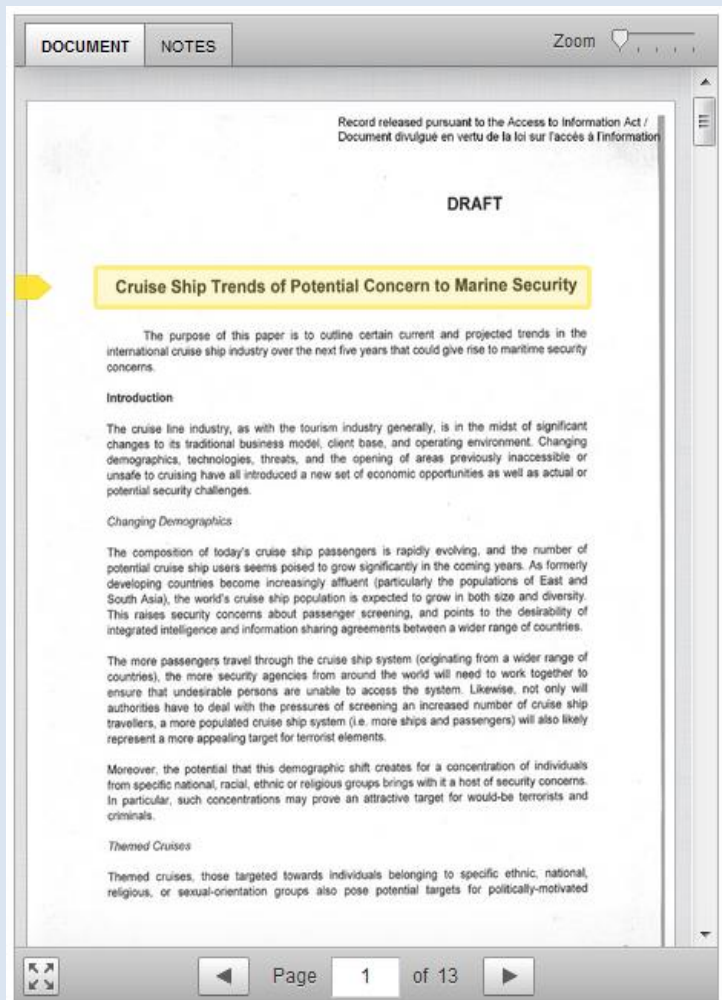 DOCUMENT
NOTES
Zoom
Record released pursuant to the Access to Information Act /
Document divulgué en vertu de la loi sur l'accès à l'information
DRAFT
Cruise Ship Trends of Potential Concern to Marine Security
The purpose of this paper is to outline certain current and projected trends in the
international cruise ship industry over the next five years that could give rise to maritime security
concerns.
Introduction
The cruise line industry, as with the tourism industry generally, is in the midst of significant
changes to its traditional business model, client base, and operating environment. Changing
demographics, technologies, threats, and the opening of areas previously inaccessible or
unsafe to cruising have all introduced a new set of economic opportunities as well as actual or
potential security challenges.
Changing Demographics
The composition of today's cruise ship passengers is rapidly evolving, and the number of
potential cruise ship users seems poised to grow significantly in the coming years. As formerly
developing countries become increasingly affluent (particularly the populations of East and
South Asia), the world's cruise ship population is expected to grow in both size and diversity.
This raises security concerns about passenger screening, and points to the desirability of
integrated intelligence and information sharing agreements between a wider range of countries.
The more passengers travel through the cruise ship system (originating from a wider range of
countries), the more security agencies from around the world will need to work together to
ensure that undesirable persons are unable to access the system. Likewise, not only will
authorities have to deal with the pressures of screening an increased number of cruise ship
travellers, a more populated cruise ship system (i.e. more ships and passengers) will also likely
represent a more appealing target for terrorist elements.
Moreover, the potential that this demographic shift creates for a concentration of individuals
from specific national, racial, ethnic or religious groups brings with it a host of security concerns.
In particular, such concentrations may prove an attractive target for would-be terrorists and
criminals.
Themed Cruises
Themed cruises, those targeted towards individuals belonging to specific ethnic, national,
religious, or sexual-orientation groups also pose potential targets for politically-motivated
Page 1 of 13